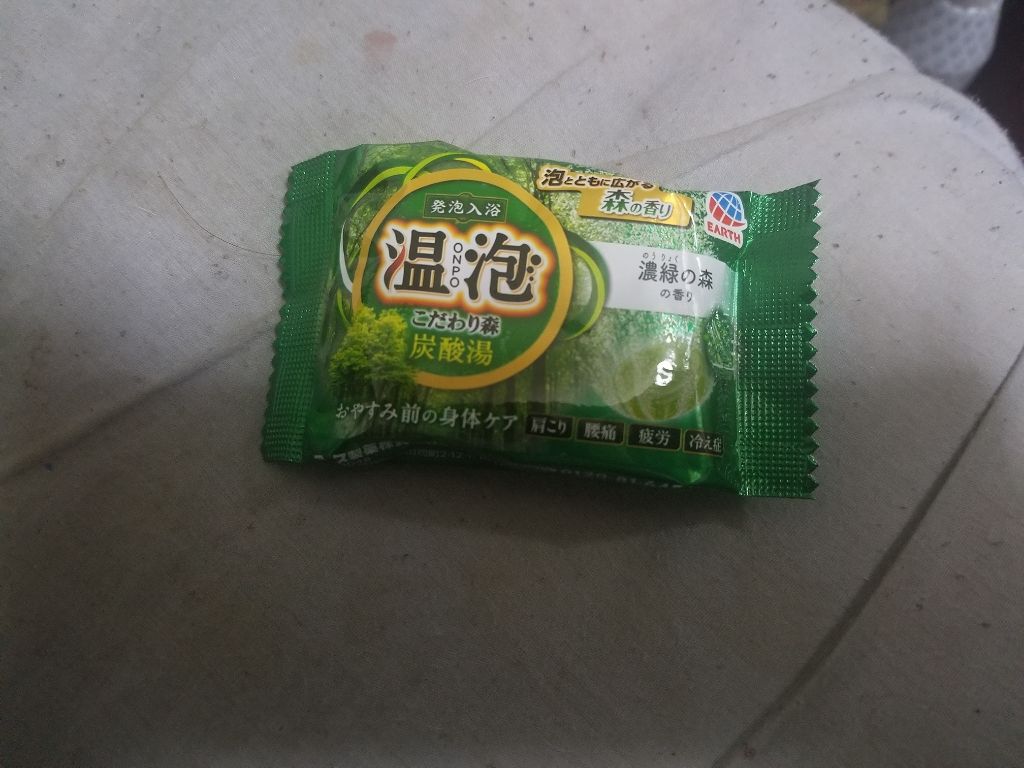 発泡入浴
温泡
ONPO
こだわり森
炭酸湯
泡とともに広がる
森の香り
EARTH
のうりょく
濃緑の森
の香り
おやすみ前の身体ケア
肩こり
腰痛
疲労
冷え症